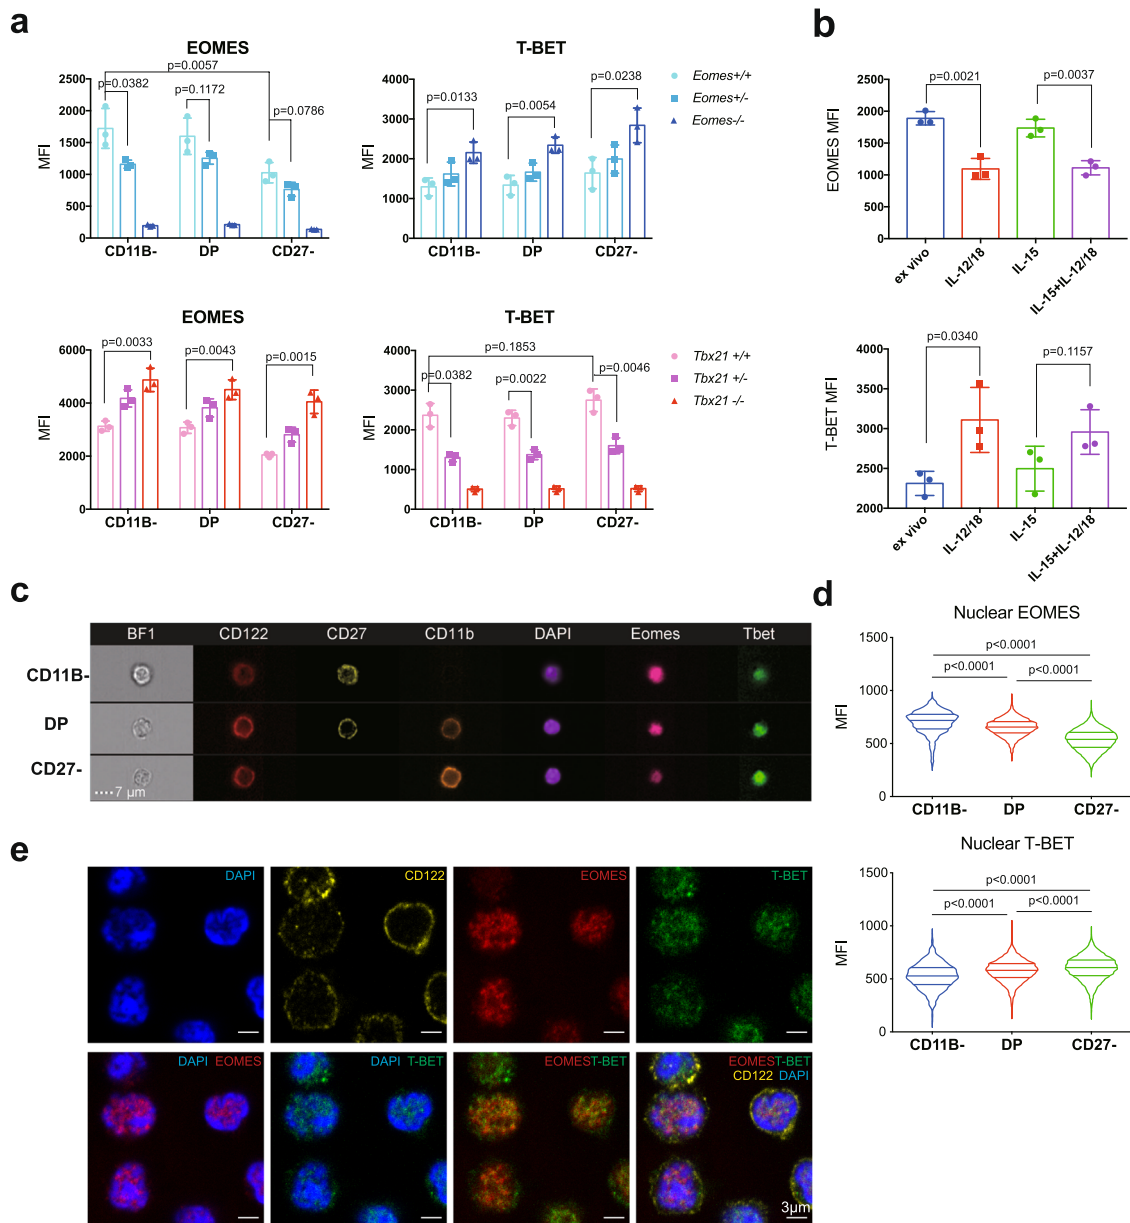 a
EOMES
MFI
2500
2000
1500
1000
500
0
p=0.0057
p=0.0382
p=0.1172
p=0.0786
CD11B-
DP
CD27-
T-BET
MFI
4000
3000
2000
1000
0
p=0.0133
p=0.0054
p=0.0238
CD11B-
DP
CD27-
Eomes+/+
Eomes+/-
Eomes-/-
EOMES
MFI
6000
4000
2000
0
p=0.0033
p=0.0043
p=0.0015
CD11B-
DP
CD27-
T-BET
MFI
4000
3000
2000
1000
0
p=0.1853
p=0.0382
p=0.0022
p=0.0046
CD11B-
DP
CD27-
Tbx21 +/+
Tbx21 +/-
Tbx21 -/-
b
EOMES MFI
2500
2000
1500
1000
500
0
p=0.0021
p=0.0037
ex vivo
IL-12/18
IL-15
IL-15+IL-12/18
T-BET MFI
4000
3500
3000
2500
2000
p=0.0340
p=0.1157
ex vivo
IL-12/18
IL-15
IL-15+IL-12/18
c
BF1 CD122 CD27 CD11b DAPI Eomes Tbet
CD11B-
DP
CD27-
7 µm
d
Nuclear EOMES
MFI
1500
1000
500
0
p<0.0001
p<0.0001 p<0.0001
CD11B- DP CD27-
Nuclear T-BET
MFI
1500
1000
500
0
p<0.0001
p<0.0001 p<0.0001
CD11B- DP CD27-
e
DAPI
CD122
EOMES
T-BET
DAPI EOMES
DAPI T-BET
EOMEST-BET
EOMEST-BET
CD122 DAPI
3µm